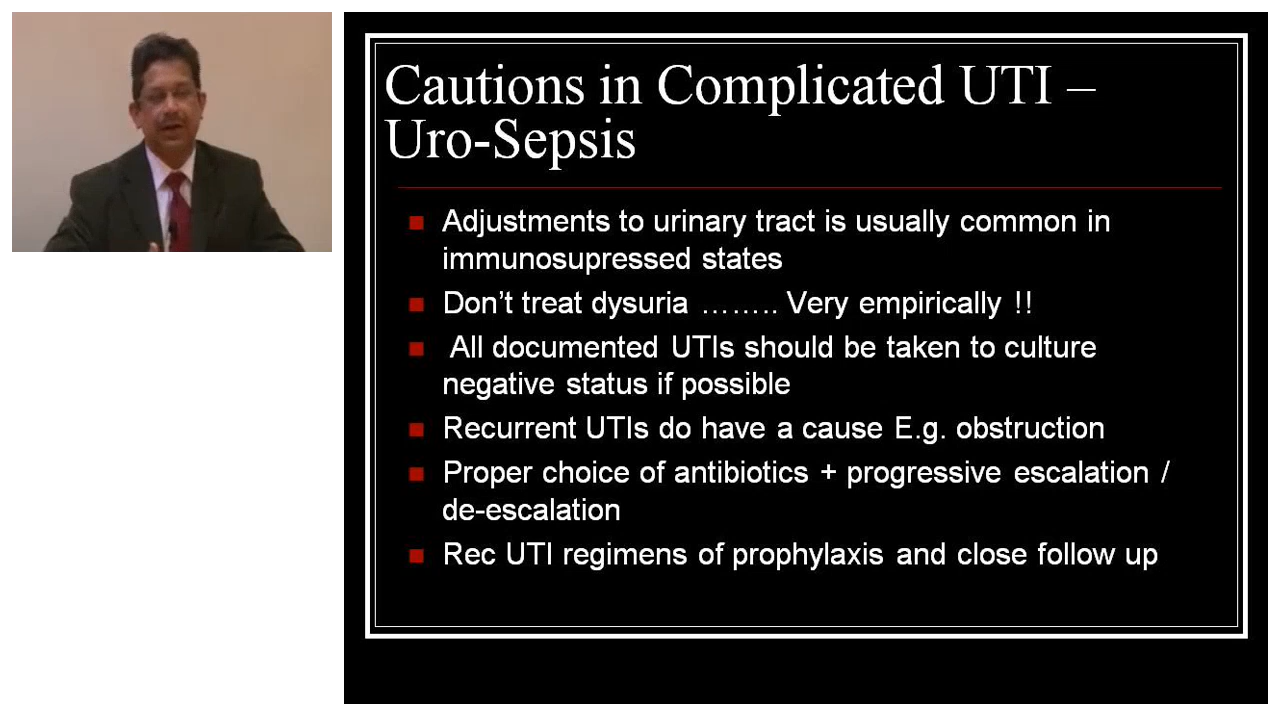 Cautions in Complicated UTI –
Uro-Sepsis
Adjustments to urinary tract is usually common in
immunosupressed states
Don't treat dysuria …….. Very empirically !!
All documented UTIs should be taken to culture
negative status if possible
Recurrent UTIs do have a cause E.g. obstruction
Proper choice of antibiotics + progressive escalation /
de-escalation
Rec UTI regimens of prophylaxis and close follow up